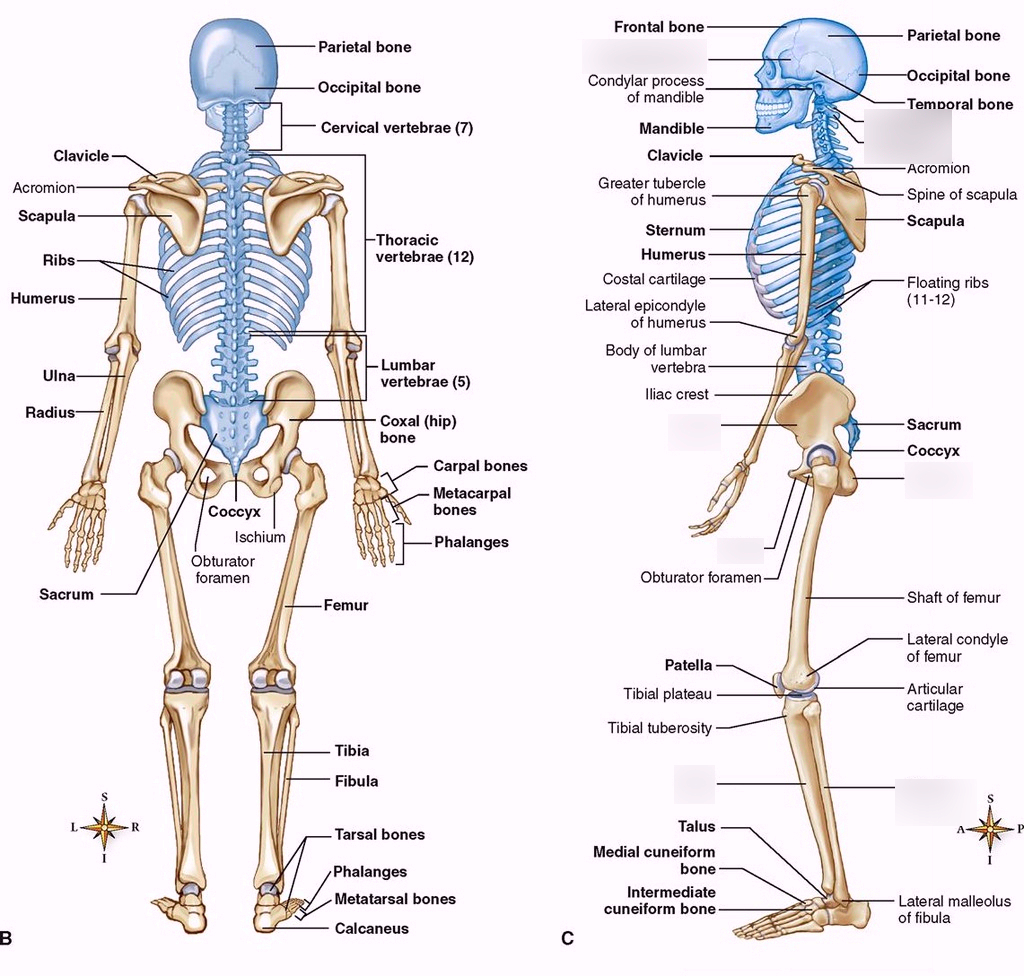 Parietal bone
Occipital bone
Cervical vertebrae (7)
Clavicle
Acromion
Scapula
Thoracic
vertebrae (12)
Ribs
Humerus
Lumbar
vertebrae (5)
Ulna
Radius
Coxal (hip)
bone
Carpal bones
Metacarpal
bones
Coccyx
Ischium
Phalanges
Obturator
foramen
Sacrum
Femur
Tibia
Fibula
S
L
R
I
Tarsal bones
Phalanges
Metatarsal bones
Calcaneus
B
Frontal bone
Parietal bone
Condylar process
of mandible
Occipital bone
Temporal bone
Mandible
Clavicle
Acromion
Greater tubercle
of humerus
Spine of scapula
Scapula
Sternum
Humerus
Costal cartilage
Floating ribs
(11-12)
Lateral epicondyle
of humerus
Body of lumbar
vertebra
Iliac crest
Sacrum
Coccyx
Obturator foramen
Shaft of femur
Lateral condyle
of femur
Patella
Tibial plateau
Articular
cartilage
Tibial tuberosity
Talus
S
A
P
I
Medial cuneiform
bone
Intermediate
cuneiform bone
Lateral malleolus
of fibula
C